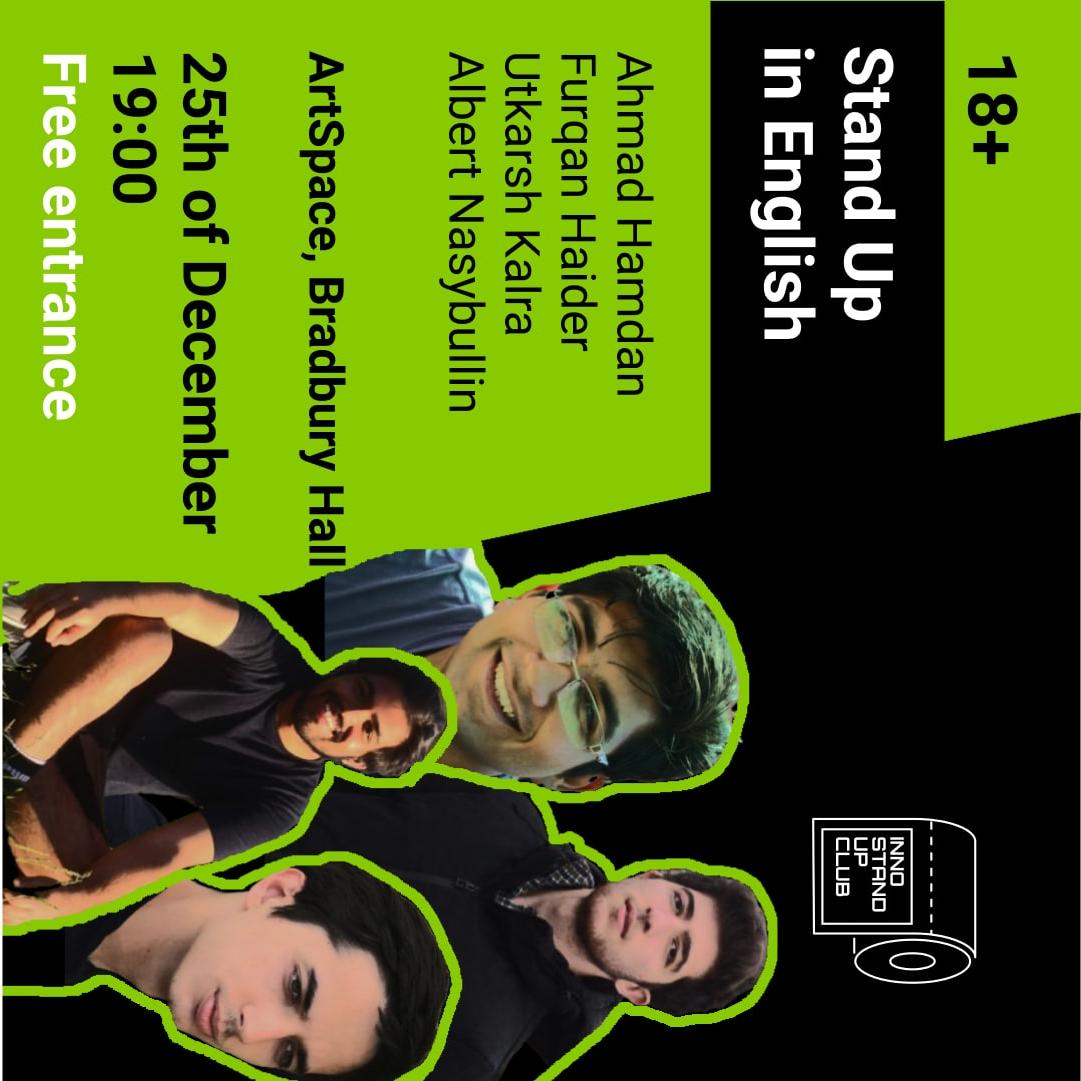 18+
Stand Up
in English
Ahmad Hamdan
Furqan Haider
Utkarsh Kalra
Albert Nasybullin
ArtSpace, Bradbury Hall
25th of December
19:00
Free entrance
INNO
STAND
UP
CLUB